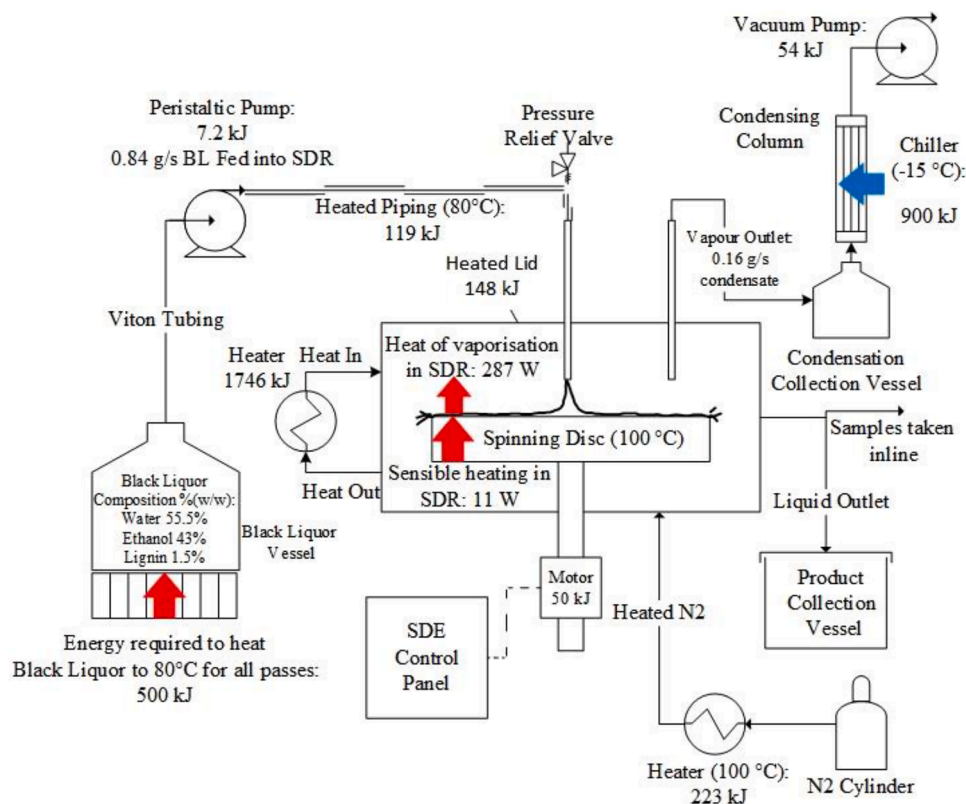 Vacuum Pump:
54 kJ
Peristaltic Pump:
7.2 kJ
0.84 g/s BL Fed into SDR
Pressure
Relief Valve
Condensing
Column
Chiller
(-15 °C):
900 kJ
Heated Piping (80°C):
119 kJ
Vapour Outlet:
0.16 g/s
condensate
Heated Lid
148 kJ
Viton Tubing
Heater
1746 kJ
Heat In
Heat of vaporisation
in SDR: 287 W
Condensation
Collection Vessel
Spinning Disc (100 °C)
Samples taken
inline
Heat Out
Sensible heating in
SDR: 11 W
Liquid Outlet
Black Liquor
Composition %(w/w):
Water 55.5%
Ethanol 43%
Lignin 1.5%
Black Liquor
Vessel
Motor
50 kJ
Heated N2
Product
Collection
Vessel
SDE
Control
Panel
Energy required to heat
Black Liquor to 80°C for all passes:
500 kJ
Heater (100 °C):
223 kJ
N2 Cylinder